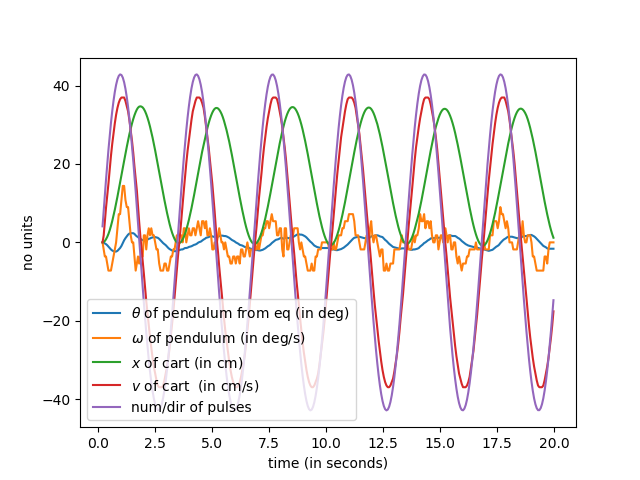 40
20
0
−20
−40
no units
θ of pendulum from eq (in deg)
ω of pendulum (in deg/s)
x of cart (in cm)
v of cart  (in cm/s)
num/dir of pulses
0.0 2.5 5.0 7.5 10.0 12.5 15.0 17.5 20.0
time (in seconds)